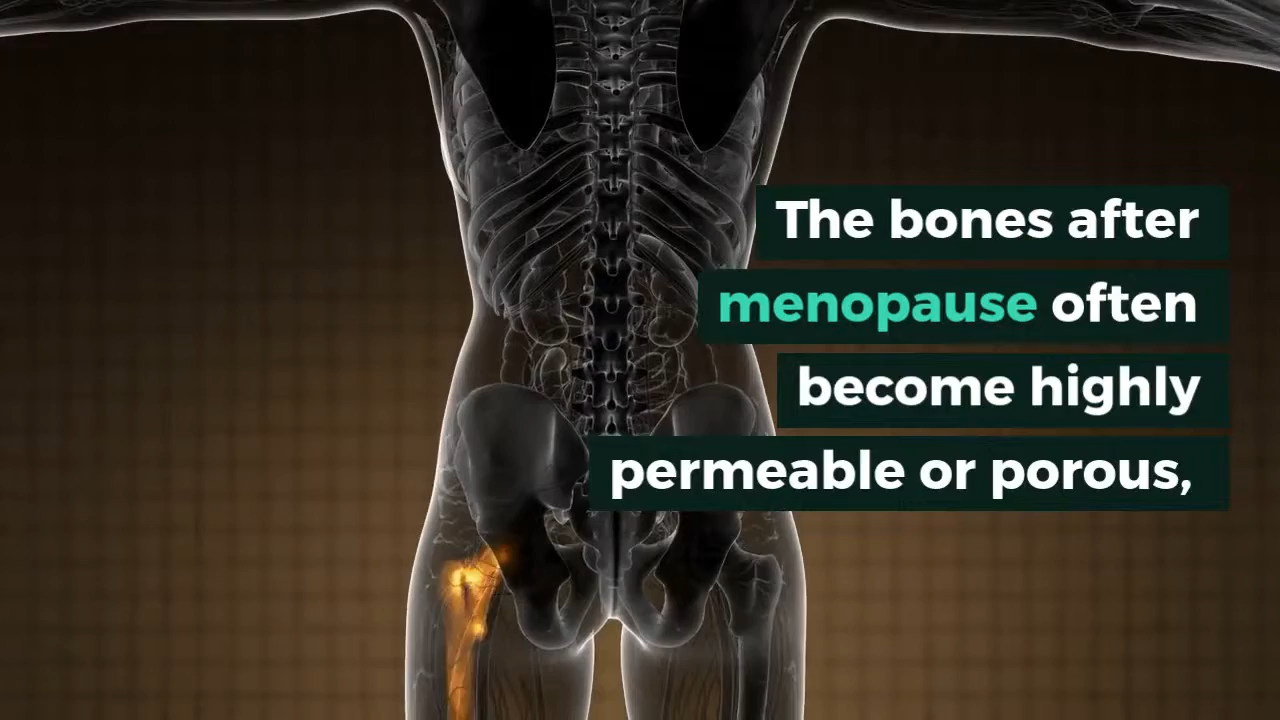 The bones after
menopause often
become highly
permeable or porous,